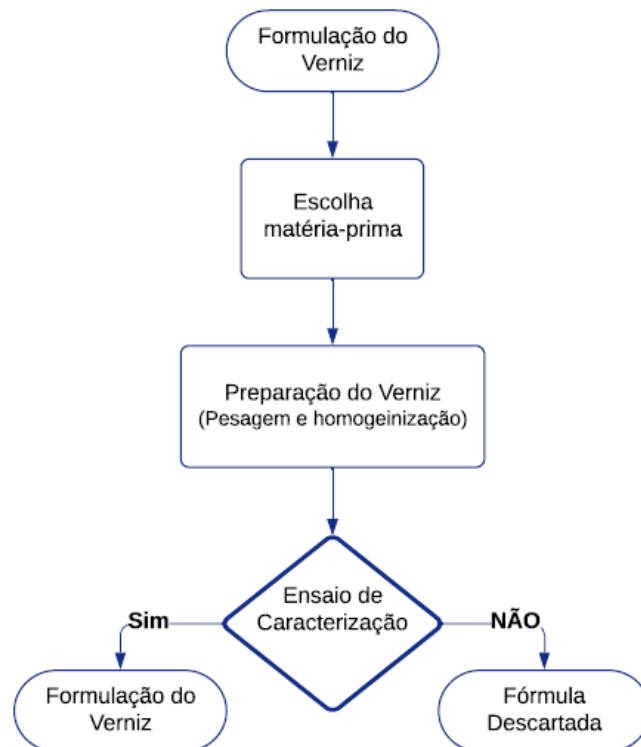 Formulação do
Verniz
Escolha
matéria-prima
Preparação do Verniz
(Pesagem e homogeinização)
Ensaio de
Caracterização
Sim
NÃO
Formulação do
Verniz
Fórmula
Descartada